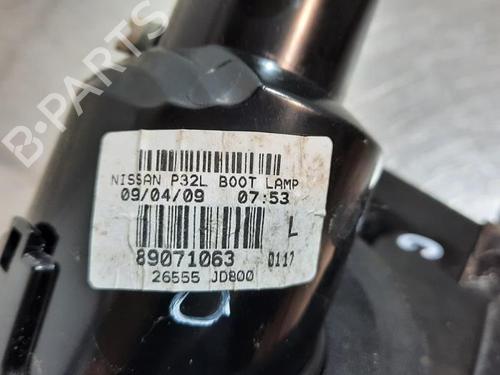 B-PARTS
NISSAN P32L BOOT LAMP
09/04/09 07:53
L
89071063 0117
26555 JD800